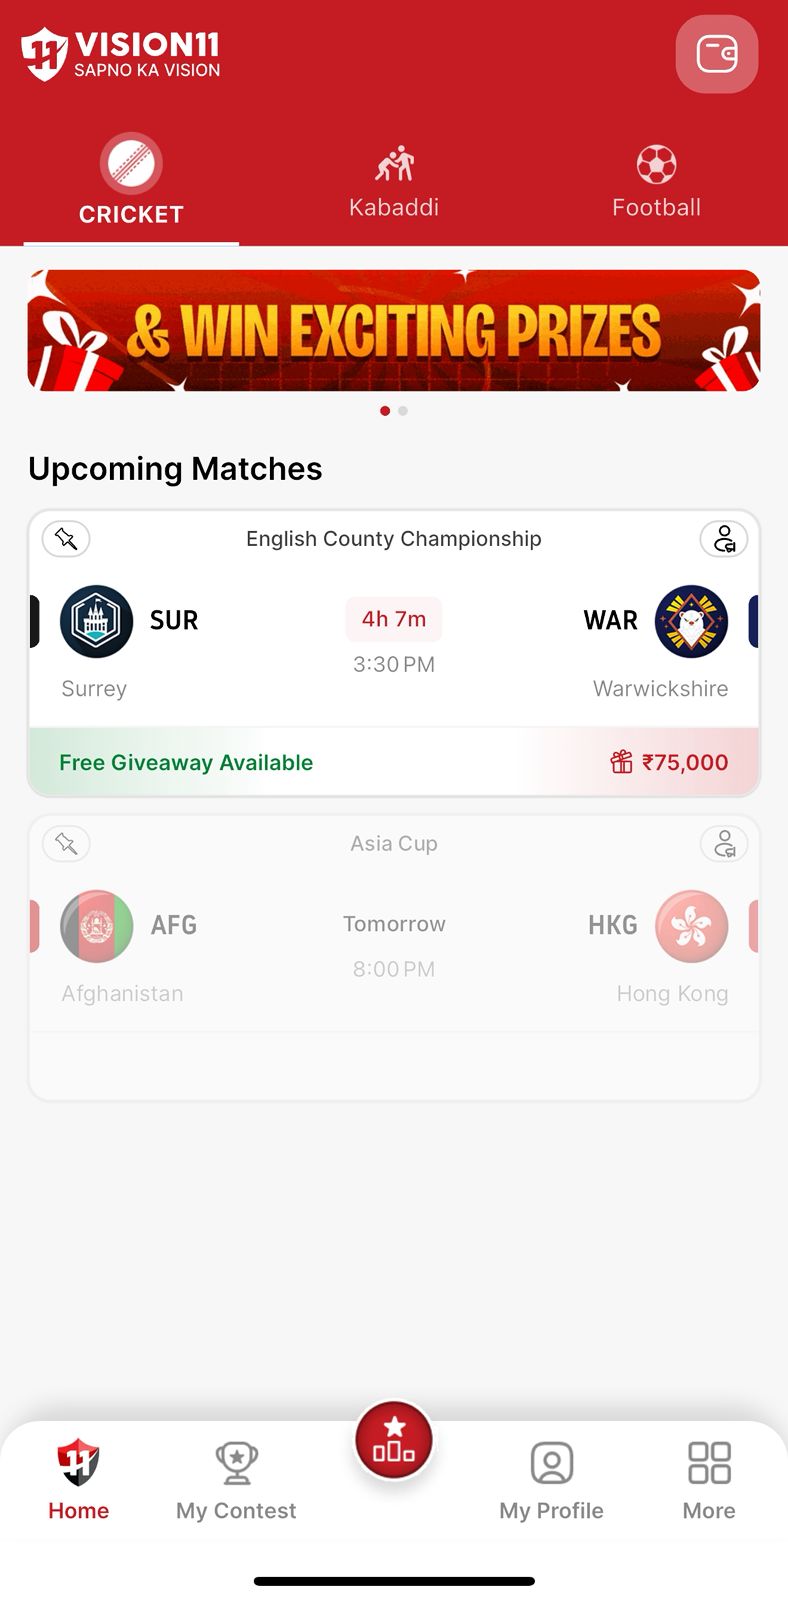 VISION11
SAPNO KA VISION
CRICKET
Kabaddi
Football
& WIN EXCITING PRIZES
Upcoming Matches
English County Championship
SUR
4h 7m
WAR
3:30 PM
Surrey
Warwickshire
Free Giveaway Available
₹75,000
Asia Cup
AFG
Tomorrow
HKG
8:00 PM
Afghanistan
Hong Kong
Home
My Contest
My Profile
More